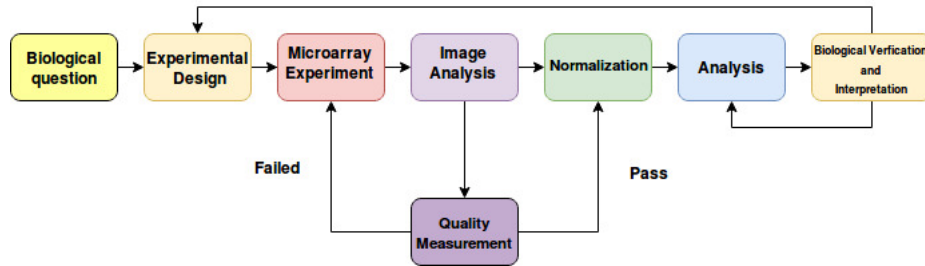 Biological
question
Experimental
Design
Microarray
Experiment
Image
Analysis
Normalization
Analysis
Biological Verfication
and
Interpretation
Failed
Pass
Quality
Measurement